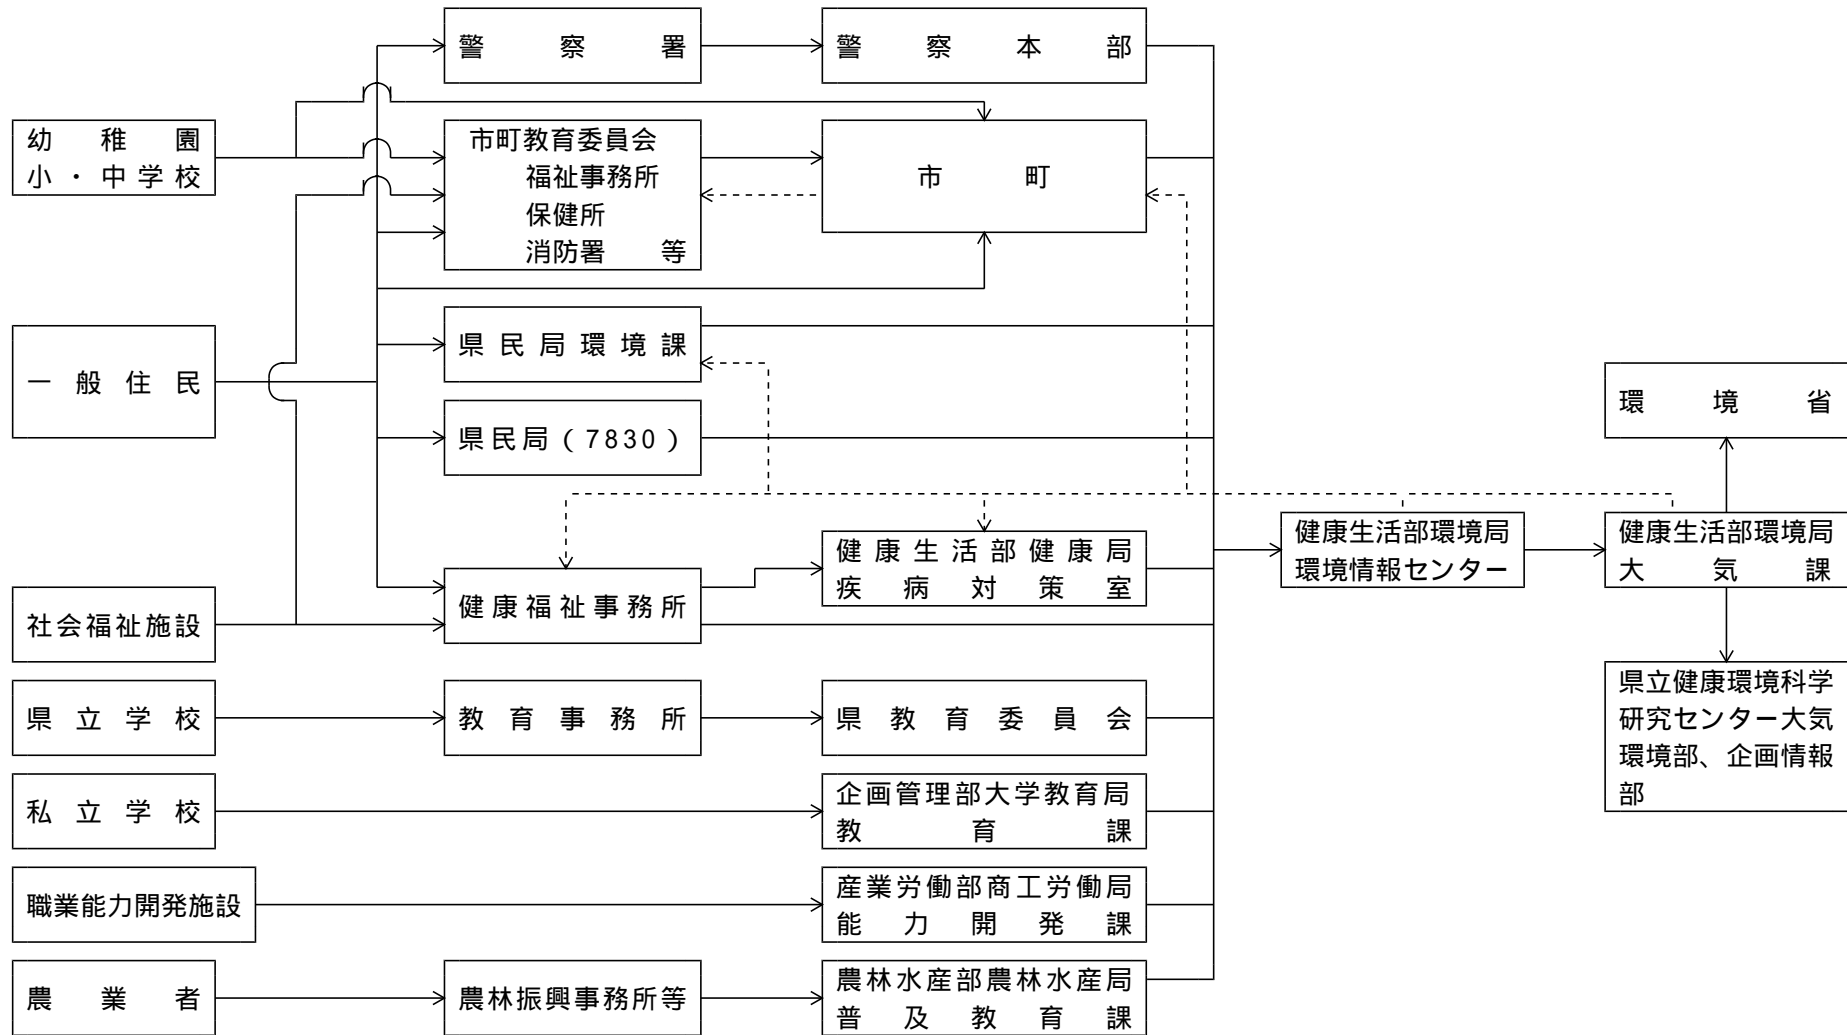 警察署
警察本部
幼稚園
小・中学校
市町教育委員会
福祉事務所
保健所
消防署 等
市町
一般住民
県民局環境課
県民局（7830）
環境省
健康生活部環境局
環境情報センター
健康生活部環境局
大気課
健康生活部健康局
疾病対策室
健康福祉事務所
社会福祉施設
県立学校
教育事務所
県教育委員会
県立健康環境科学
研究センター大気
環境部、企画情報
部
私立学校
企画管理部大学教育局
教育課
職業能力開発施設
産業労働部商工労働局
能力開発課
農業者
農林振興事務所等
農林水産部農林水産局
普及教育課